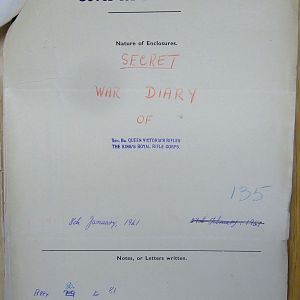 Nature of Enclosures.
SECRET
WAR DIARY
OF
QUEEN VICTORIA'S RIFLES
THE KING'S ROYAL RIFLE CORPS.
135
8th January, 1941
Notes, or Letters written.